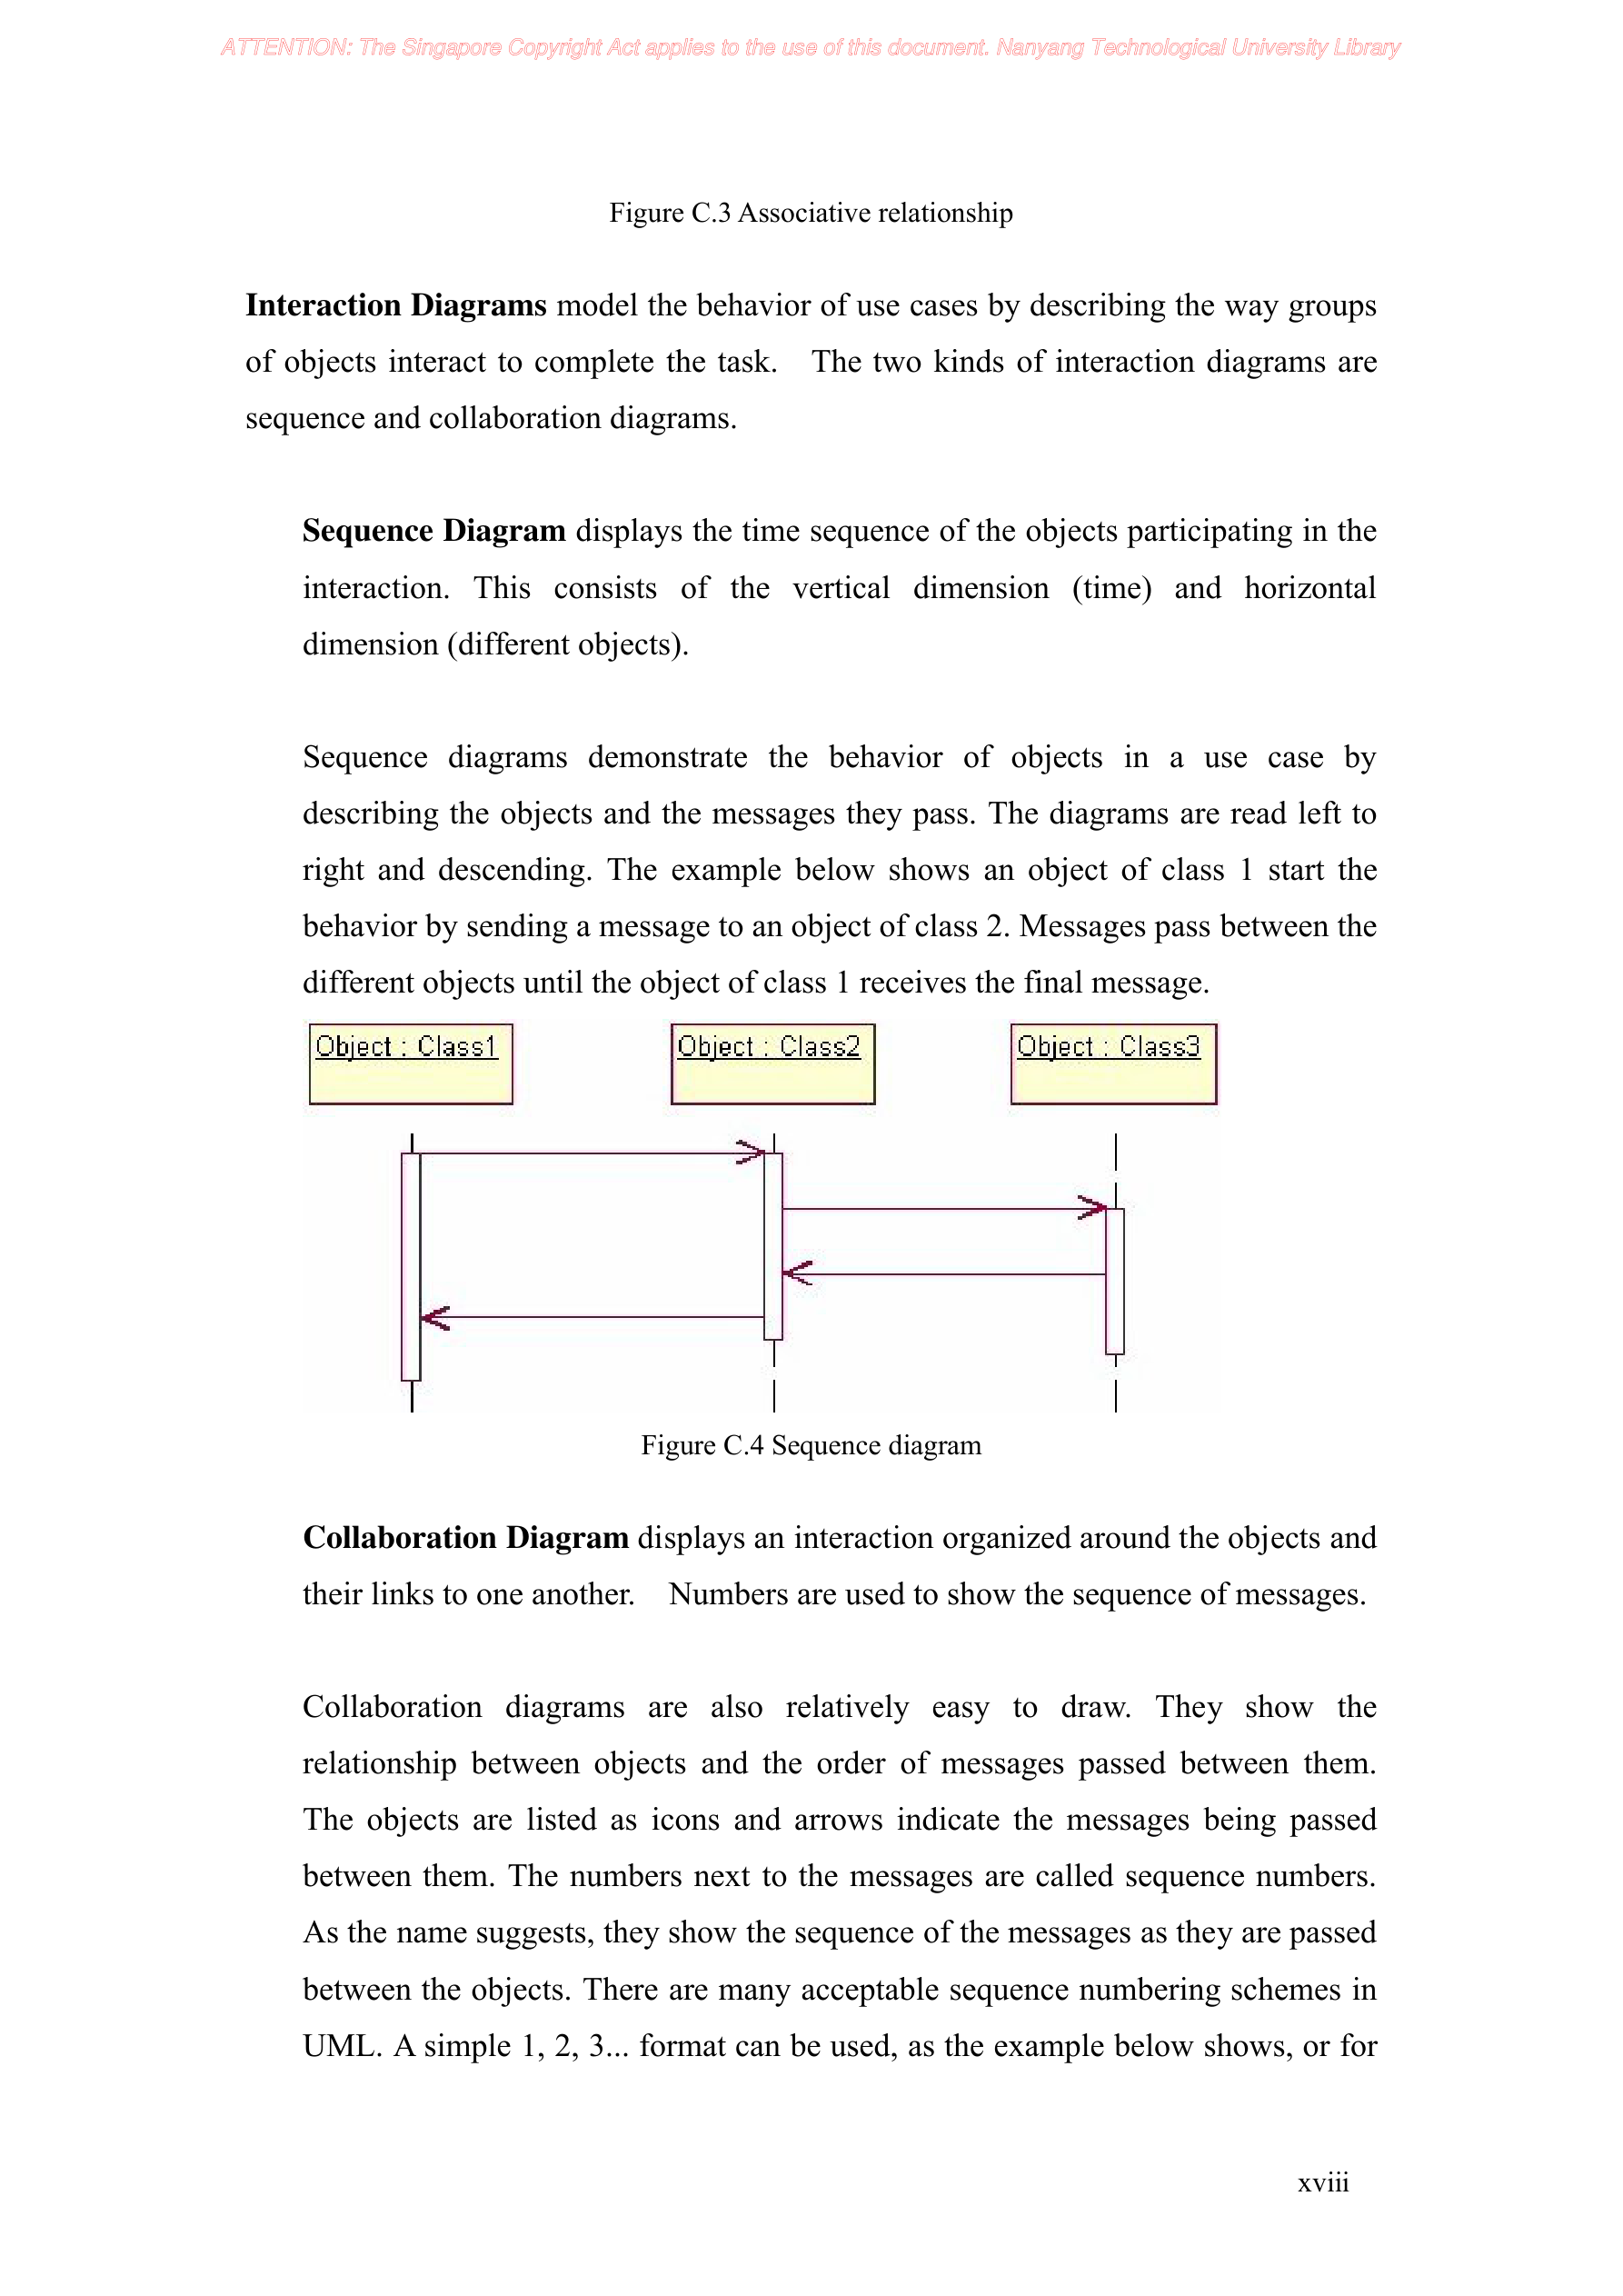 ATTENTION: The Singapore Copyright Act applies to the use of this document. Nanyang Technological University Library
Figure C.3 Associative relationship
Interaction Diagrams model the behavior of use cases by describing the way groups
of objects interact to complete the task. The two kinds of interaction diagrams are
sequence and collaboration diagrams.
Sequence Diagram displays the time sequence of the objects participating in the
interaction. This consists of the vertical dimension (time) and horizontal
dimension (different objects).
Sequence diagrams demonstrate the behavior of objects in a use case by
describing the objects and the messages they pass. The diagrams are read left to
right and descending. The example below shows an object of class 1 start the
behavior by sending a message to an object of class 2. Messages pass between the
different objects until the object of class 1 receives the final message.
Object : Class1 Object : Class2 Object : Class3
Figure C.4 Sequence diagram
Collaboration Diagram displays an interaction organized around the objects and
their links to one another. Numbers are used to show the sequence of messages.
Collaboration diagrams are also relatively easy to draw. They show the
relationship between objects and the order of messages passed between them.
The objects are listed as icons and arrows indicate the messages being passed
between them. The numbers next to the messages are called sequence numbers.
As the name suggests, they show the sequence of the messages as they are passed
between the objects. There are many acceptable sequence numbering schemes in
UML. A simple 1, 2, 3... format can be used, as the example below shows, or for
xviii